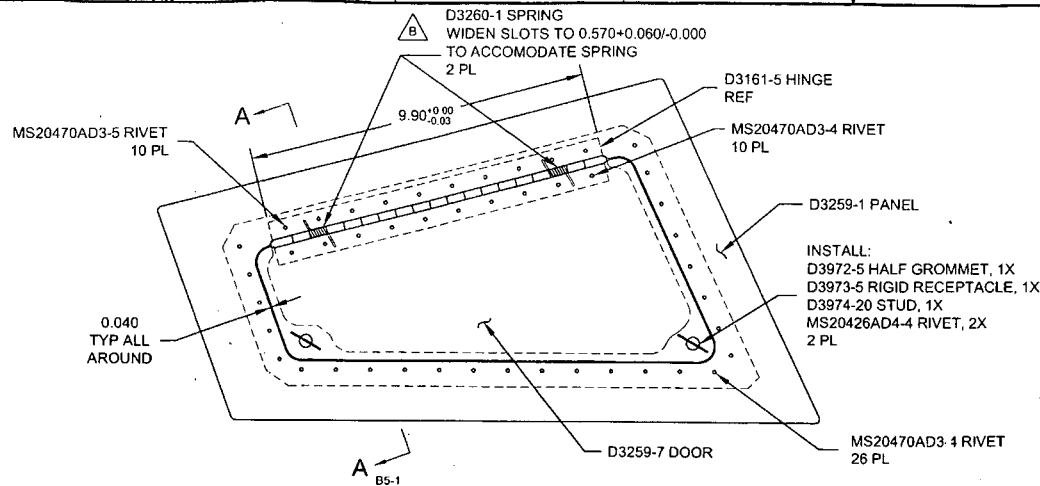 B
D3260-1 SPRING
WIDEN SLOTS TO 0.570+0.060/-0.000
TO ACCOMODATE SPRING
2 PL
D3161-5 HINGE
REF
A
9.90+0.00
-0.03
MS20470AD3-5 RIVET
10 PL
MS20470AD3-4 RIVET
10 PL
D3259-1 PANEL
INSTALL:
D3972-5 HALF GROMMET, 1X
D3973-5 RIGID RECEPTACLE, 1X
D3974-20 STUD, 1X
MS20426AD4-4 RIVET, 2X
2 PL
0.040
TYP ALL
AROUND
D3259-7 DOOR
MS20470AD3-4 RIVET
26 PL
A
B5-1